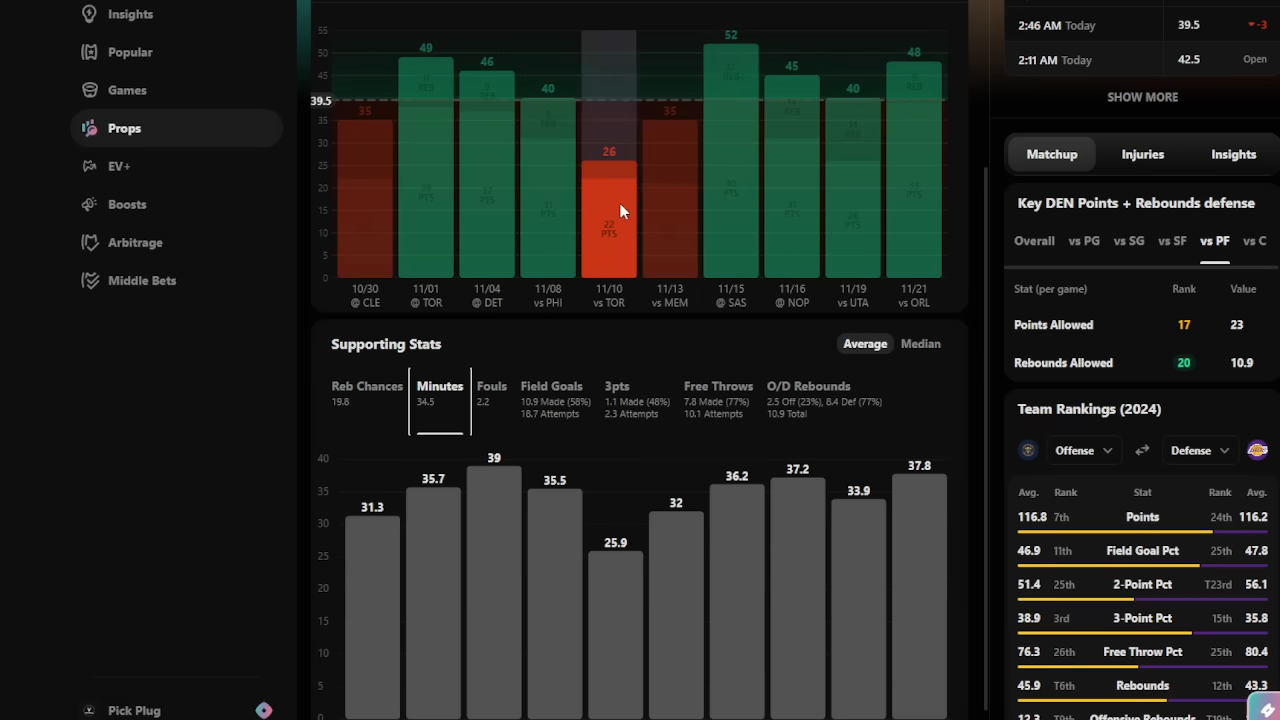 Insights
Popular
Games
Props
EV+
Boosts
Arbitrage
Middle Bets
Pick Plug
55
50
45
39.5
35
30
25
20
15
10
5
0
35
49
46
40
26
35
52
45
40
48
22
PTS
10/30 11/01 11/04 11/08 11/10 11/13 11/15 11/16 11/19 11/21
@ CLE @ TOR @ DET vs PHI vs TOR vs MEM @ SAS @ NOP vs UTA vs ORL
Supporting Stats
Average Median
Reb Chances Minutes Fouls Field Goals 3pts Free Throws O/D Rebounds
19.8 34.5 2.2 10.9 Made (58%) 1.1 Made (48%) 7.8 Made (77%) 2.5 Off (23%), 8.4 Def (77%)
18.7 Attempts 2.3 Attempts 10.1 Attempts 10.9 Total
40
35
30
25
20
15
10
5
0
31.3
35.7
39
35.5
25.9
32
36.2
37.2
33.9
37.8
2:46 AM Today 39.5 -3
2:11 AM Today 42.5 Open
SHOW MORE
Matchup Injuries Insights
Key DEN Points + Rebounds defense
Overall vs PG vs SG vs SF vs PF vs C
Stat (per game) Rank Value
Points Allowed 17 23
Rebounds Allowed 20 10.9
Team Rankings (2024)
Offense Defense
Avg. Rank Stat Rank Avg.
116.8 7th Points 24th 116.2
46.9 11th Field Goal Pct 25th 47.8
51.4 25th 2-Point Pct T23rd 56.1
38.9 3rd 3-Point Pct 15th 35.8
76.3 26th Free Throw Pct 25th 80.4
45.9 T6th Rebounds 12th 43.3
12.3 T9th Offensive Rebounds T19th